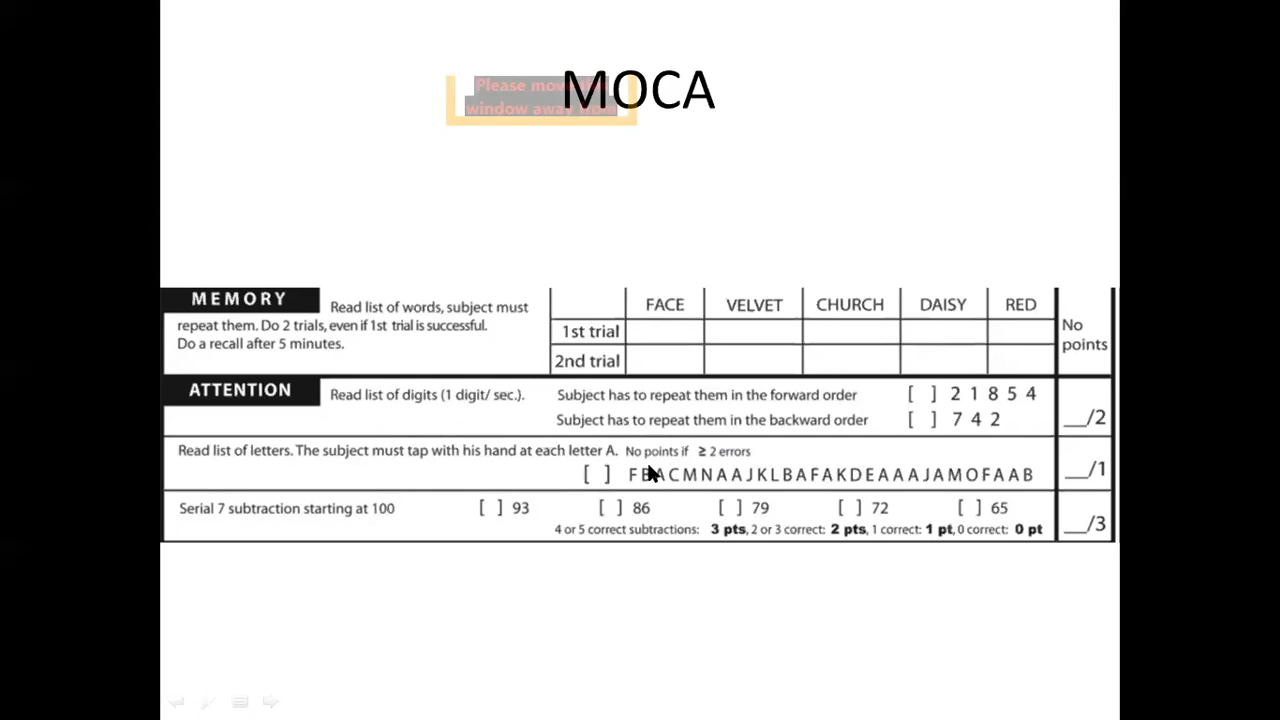 MOCA
Please move
window away from
MEMORY
Read list of words, subject must
repeat them. Do 2 trials, even if 1st trial is successful.
Do a recall after 5 minutes.
FACE VELVET CHURCH DAISY RED
1st trial
2nd trial
No
points
ATTENTION
Read list of digits (1 digit/ sec.).
Subject has to repeat them in the forward order [ ] 2 1 8 5 4
Subject has to repeat them in the backward order [ ] 7 4 2
__/2
Read list of letters. The subject must tap with his hand at each letter A. No points if ≥ 2 errors
[ ] F B A C M N A A J K L B A F A K D E A A A J A M O F A A B
__/1
Serial 7 subtraction starting at 100 [ ] 93 [ ] 86 [ ] 79 [ ] 72 [ ] 65
4 or 5 correct subtractions: 3 pts, 2 or 3 correct: 2 pts, 1 correct: 1 pt, 0 correct: 0 pt
__/3